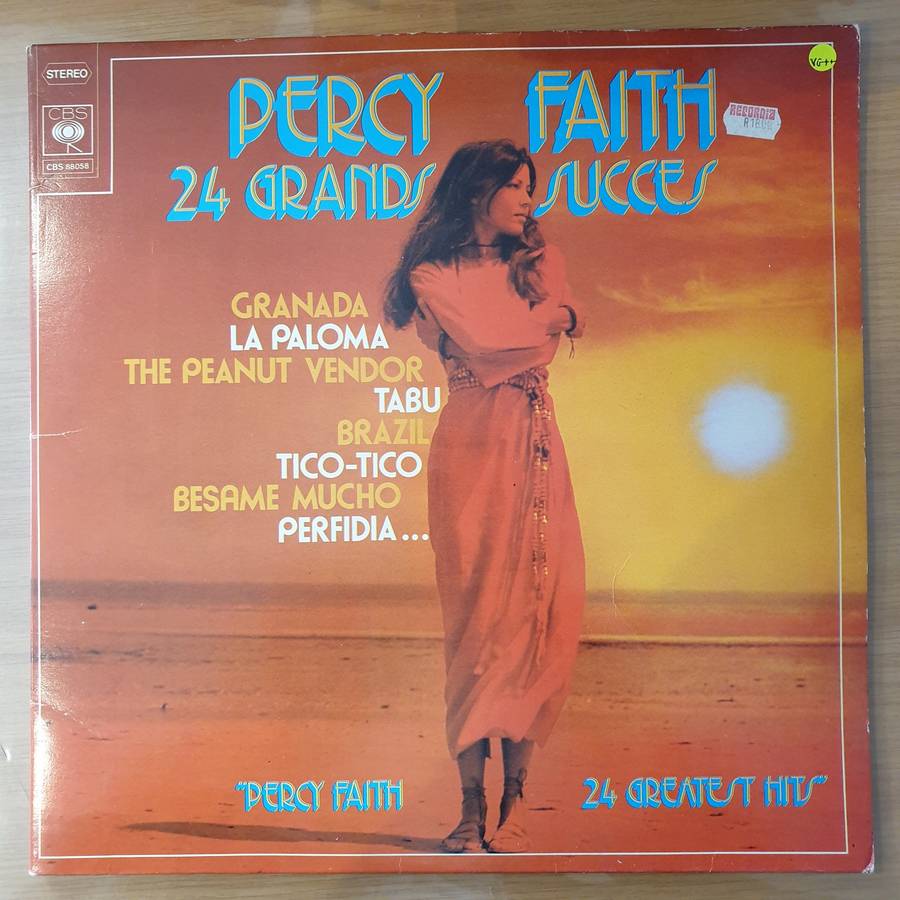 STEREO
CBS
CBS 88058
PERCY FAITH
24 GRANDS SUCCES
VG++
RECORDIA
GRANADA
LA PALOMA
THE PEANUT VENDOR
TABU
BRAZIL
TICO-TICO
BESAME MUCHO
PERFIDIA...
"PERCY FAITH 24 GREATEST HITS"